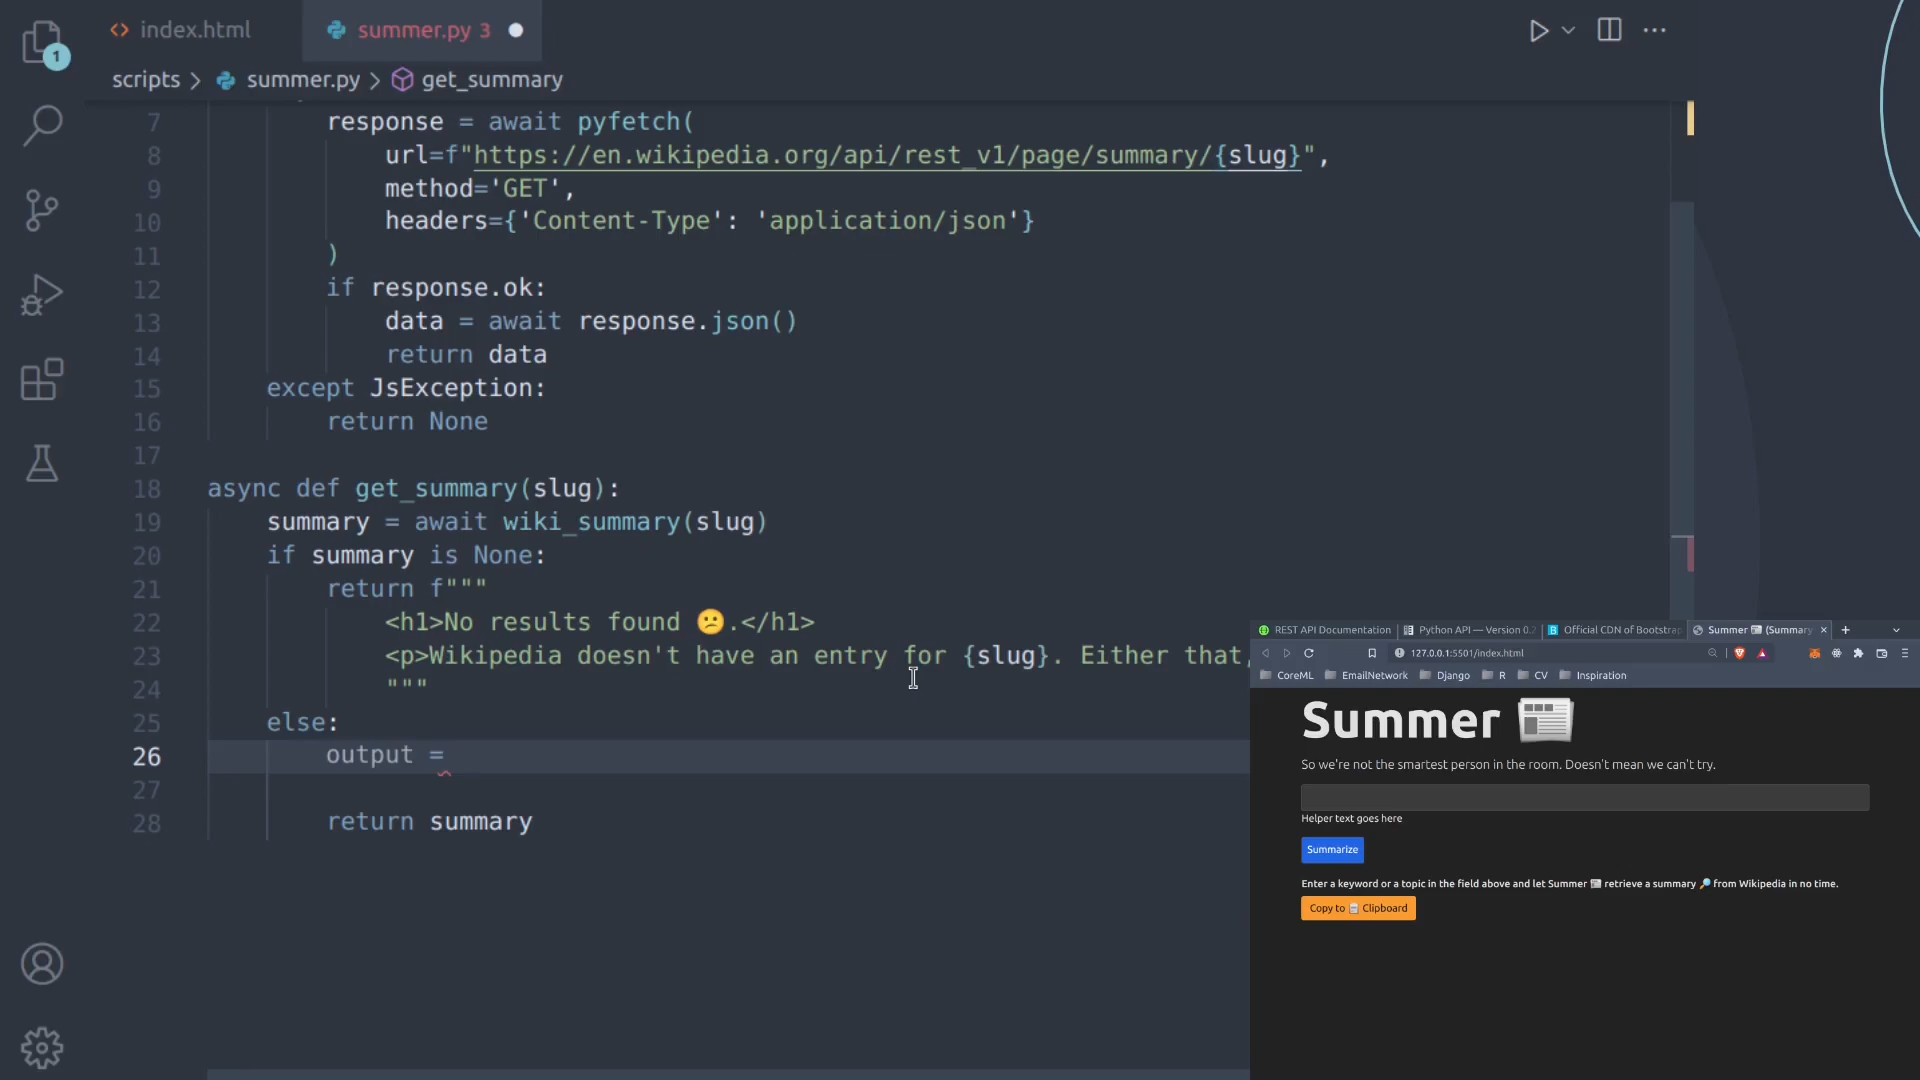 index.html
summer.py 3
1
scripts > summer.py > get_summary
7 response = await pyfetch(
8 url=f"https://en.wikipedia.org/api/rest_v1/page/summary/{slug}",
9 method='GET',
10 headers={'Content-Type': 'application/json'}
11 )
12 if response.ok:
13 data = await response.json()
14 return data
15 except JsException:
16 return None
17
18 async def get_summary(slug):
19 summary = await wiki_summary(slug)
20 if summary is None:
21 return f"""
22 <h1>No results found 😕.</h1>
23 <p>Wikipedia doesn't have an entry for {slug}. Either that,
24 """
25 else:
26 output =
27
28 return summary
REST API Documentation
Python API — Version 0.2
Official CDN of Bootstrap
Summer 📰 (Summary
127.0.0.1:5501/index.html
CoreML EmailNetwork Django R CV Inspiration
Summer 📰
So we're not the smartest person in the room. Doesn't mean we can't try.
Helper text goes here
Summarize
Enter a keyword or a topic in the field above and let Summer 📰 retrieve a summary 🔎 from Wikipedia in no time.
Copy to 📋 Clipboard